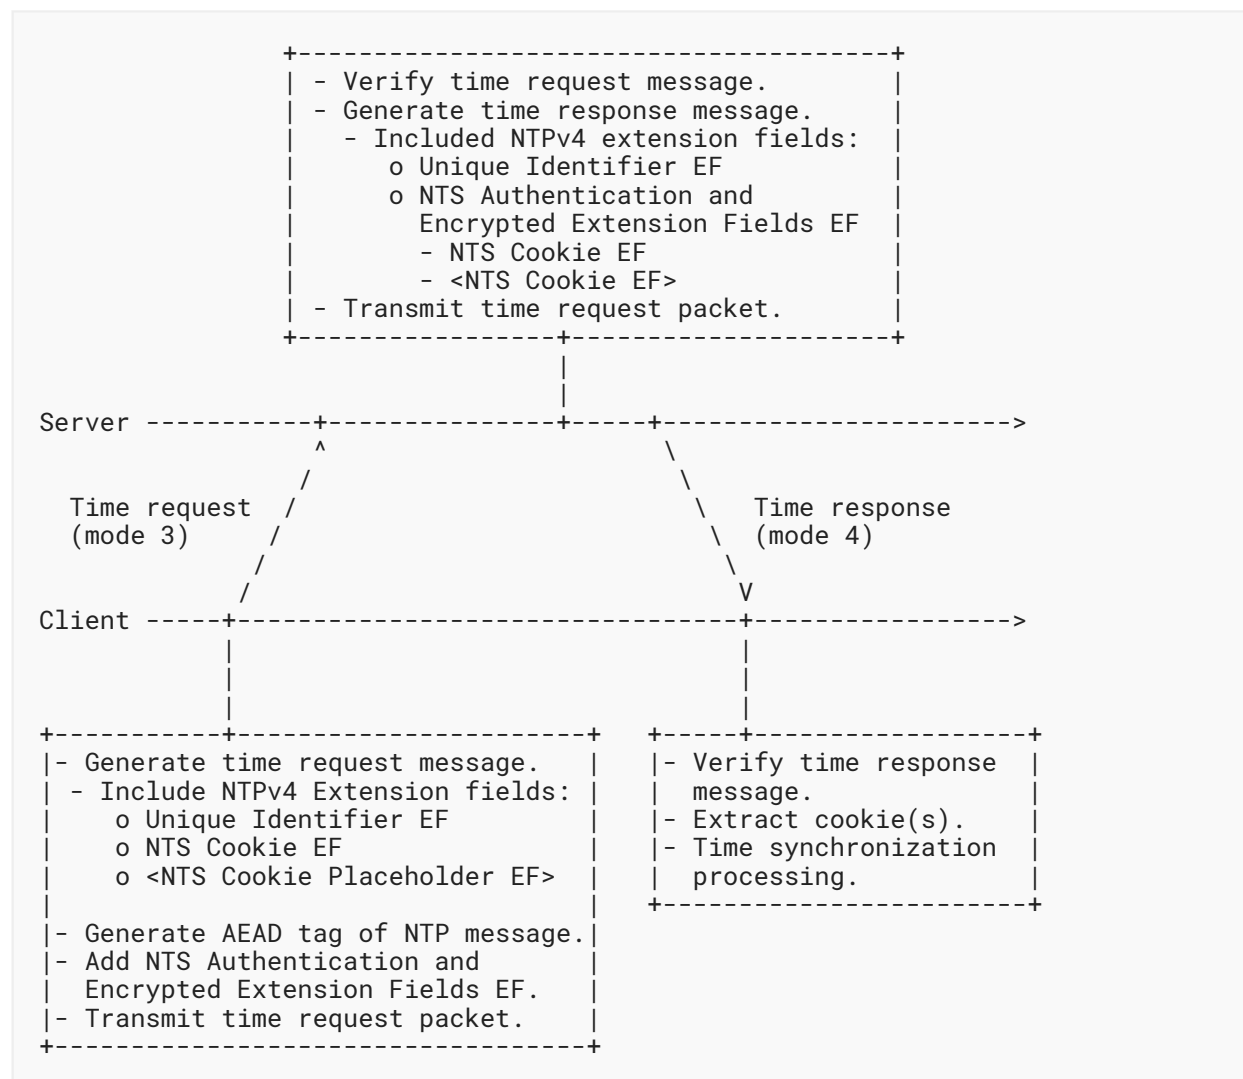 +---------------------------------------+
| - Verify time request message.        |
| - Generate time response message.     |
|   - Included NTPv4 extension fields:  |
|      o Unique Identifier EF           |
|      o NTS Authentication and         |
|        Encrypted Extension Fields EF  |
|        - NTS Cookie EF                |
|        - <NTS Cookie EF>              |
| - Transmit time request packet.       |
+-----------------+---------------------+
                  |
                  |
Server -----------+---------------+-----+----------------------->
                  ^                      \
                 /                        \
  Time request  /                          \   Time response
  (mode 3)     /                            \  (mode 4)
              /                              \
             /                                V
Client -----+---------------------------------+----------------->
            |                                 |
            |                                 |
            |                                 |
+-----------+-----------------------+   +-----+------------------+
|- Generate time request message.   |   |- Verify time response  |
| - Include NTPv4 Extension fields: |   |  message.              |
|    o Unique Identifier EF         |   |- Extract cookie(s).    |
|    o NTS Cookie EF                |   |- Time synchronization  |
|    o <NTS Cookie Placeholder EF>  |   |  processing.           |
|                                   |   +------------------------+
|- Generate AEAD tag of NTP message.|
|- Add NTS Authentication and       |
|  Encrypted Extension Fields EF.   |
|- Transmit time request packet.    |
+-----------------------------------+